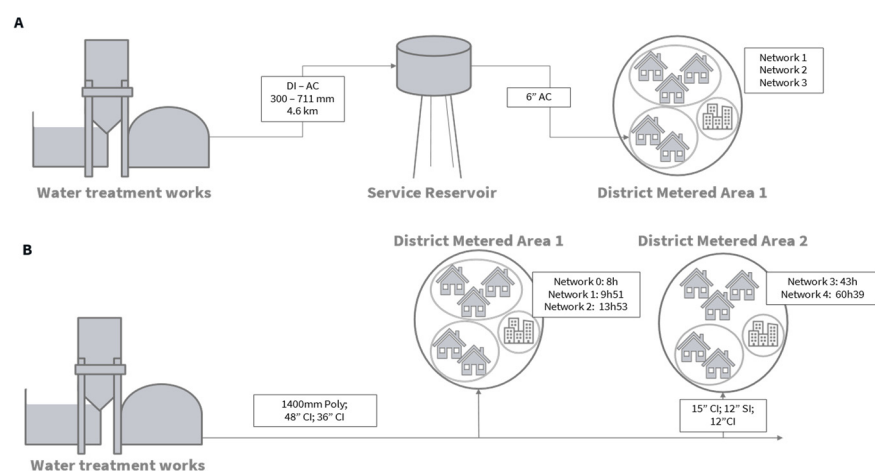 A
DI – AC
300 – 711 mm
4.6 km
6” AC
Network 1
Network 2
Network 3
Water treatment works
Service Reservoir
District Metered Area 1
B
District Metered Area 1
District Metered Area 2
Network 0: 8h
Network 1: 9h51
Network 2: 13h53
Network 3: 43h
Network 4: 60h39
1400mm Poly;
48” CI; 36” CI
15” CI; 12” SI;
12”CI
Water treatment works